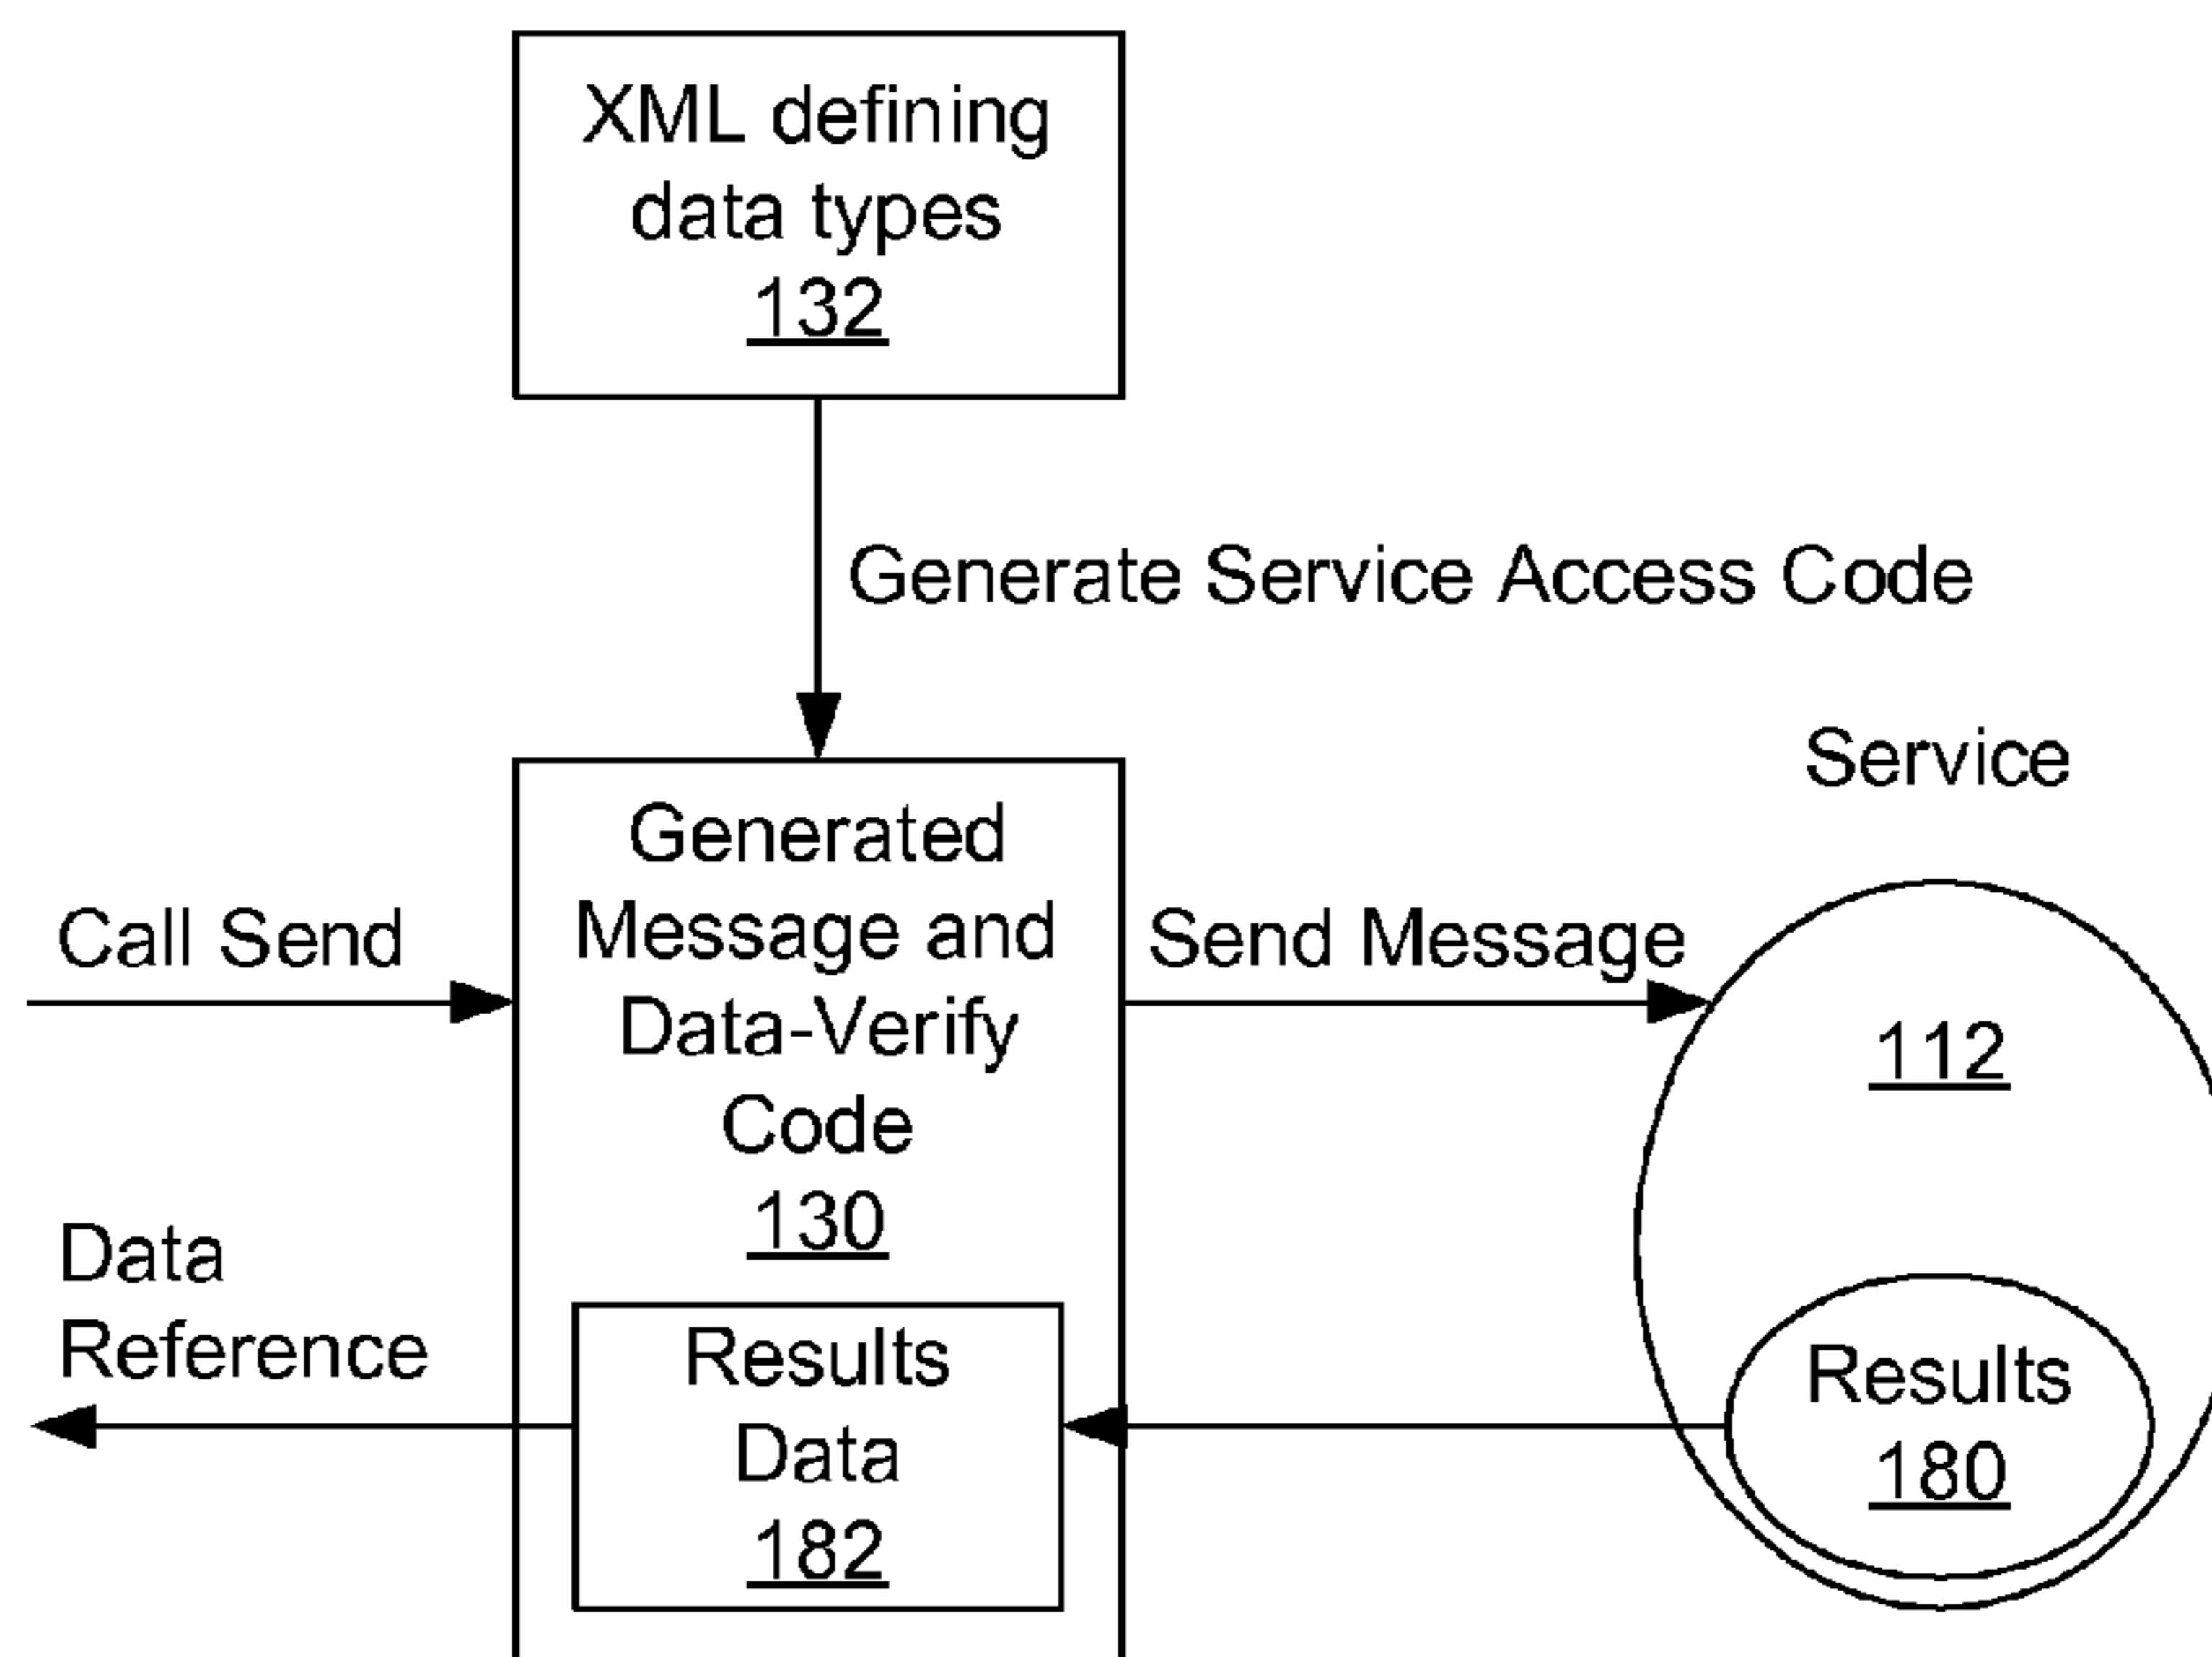 XML defining
data types
132
Generate Service Access Code
Service
Generated
Message and
Data-Verify
Code
130
Call Send
Send Message
112
Data
Reference
Results
Data
182
Results
180